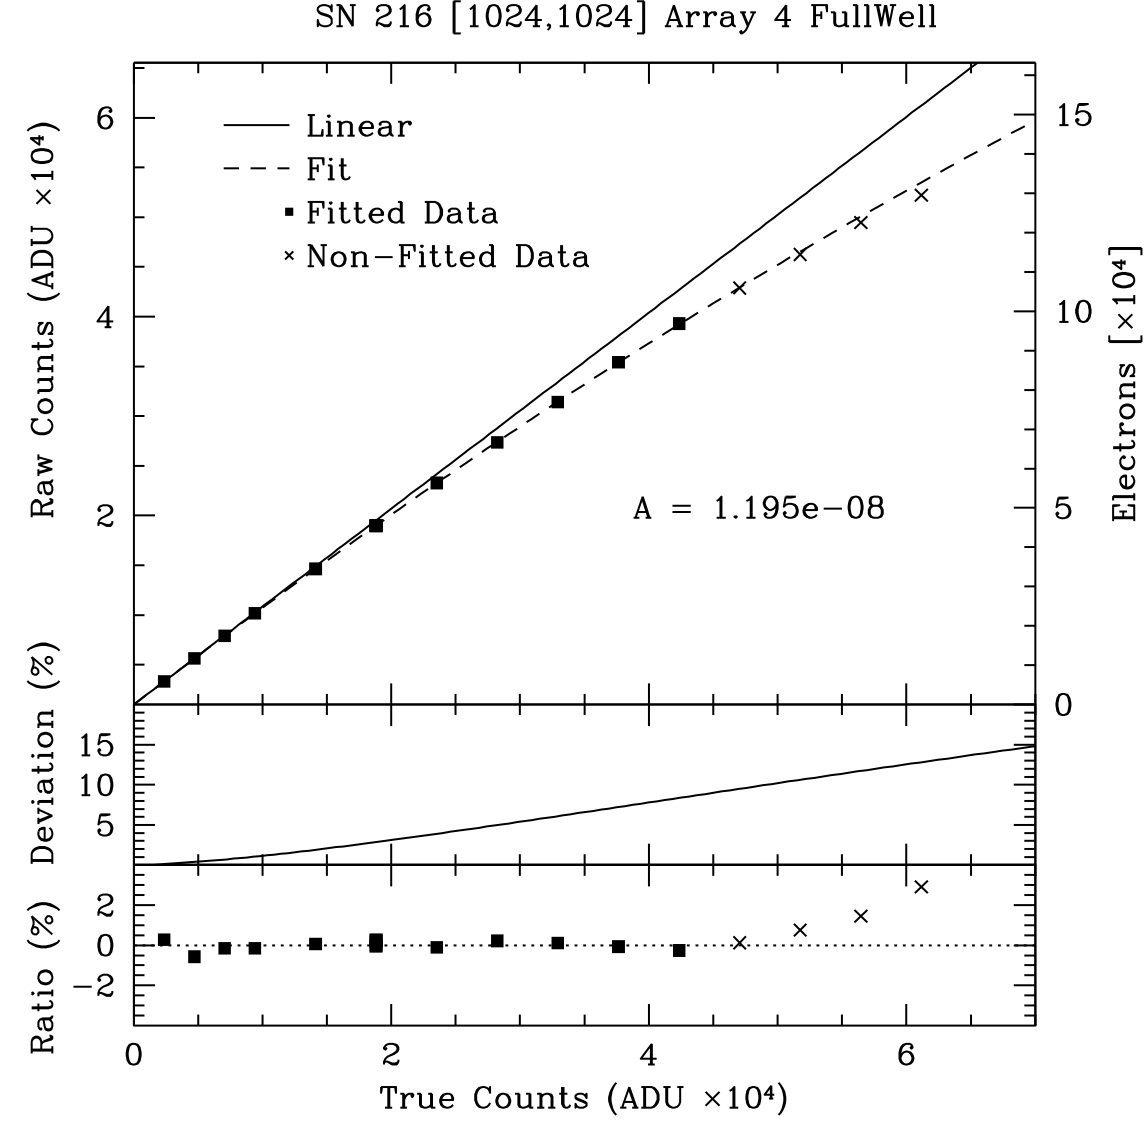 SN 216 [1024,1024] Array 4 FullWell
Raw Counts (ADU ×10⁴)
6
4
2
Linear
Fit
Fitted Data
Non−Fitted Data
A = 1.195e−08
15
10
5
0
Electrons [×10⁴]
Deviation (%)
15
10
5
Ratio (%)
2
0
−2
0 2 4 6
True Counts (ADU ×10⁴)